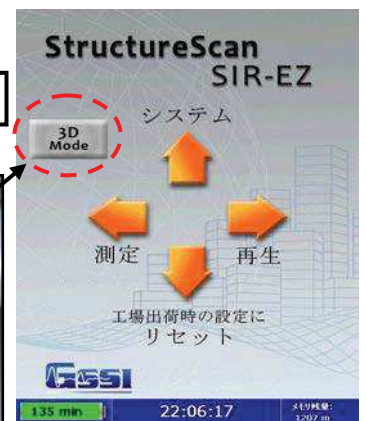 StructureScan
SIR-EZ
システム
3D
Mode
測定
再生
工場出荷時の設定に
リセット
GSSI
135 min
22:06:17
メモリ残量:
1207 m